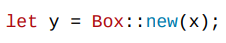 let y = Box::new(x);